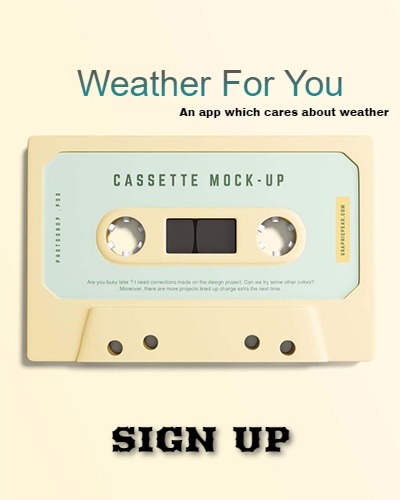 Weather For You
An app which cares about weather
CASSETTE MOCK-UP
PHOTOSHOP · PSD
GRAPHICPEAR.COM
Are you busy later? I need corrections made on the design project. Can we try some other colors?
Moreover, there are more projects lined up charge extra the next time.
SIGN UP